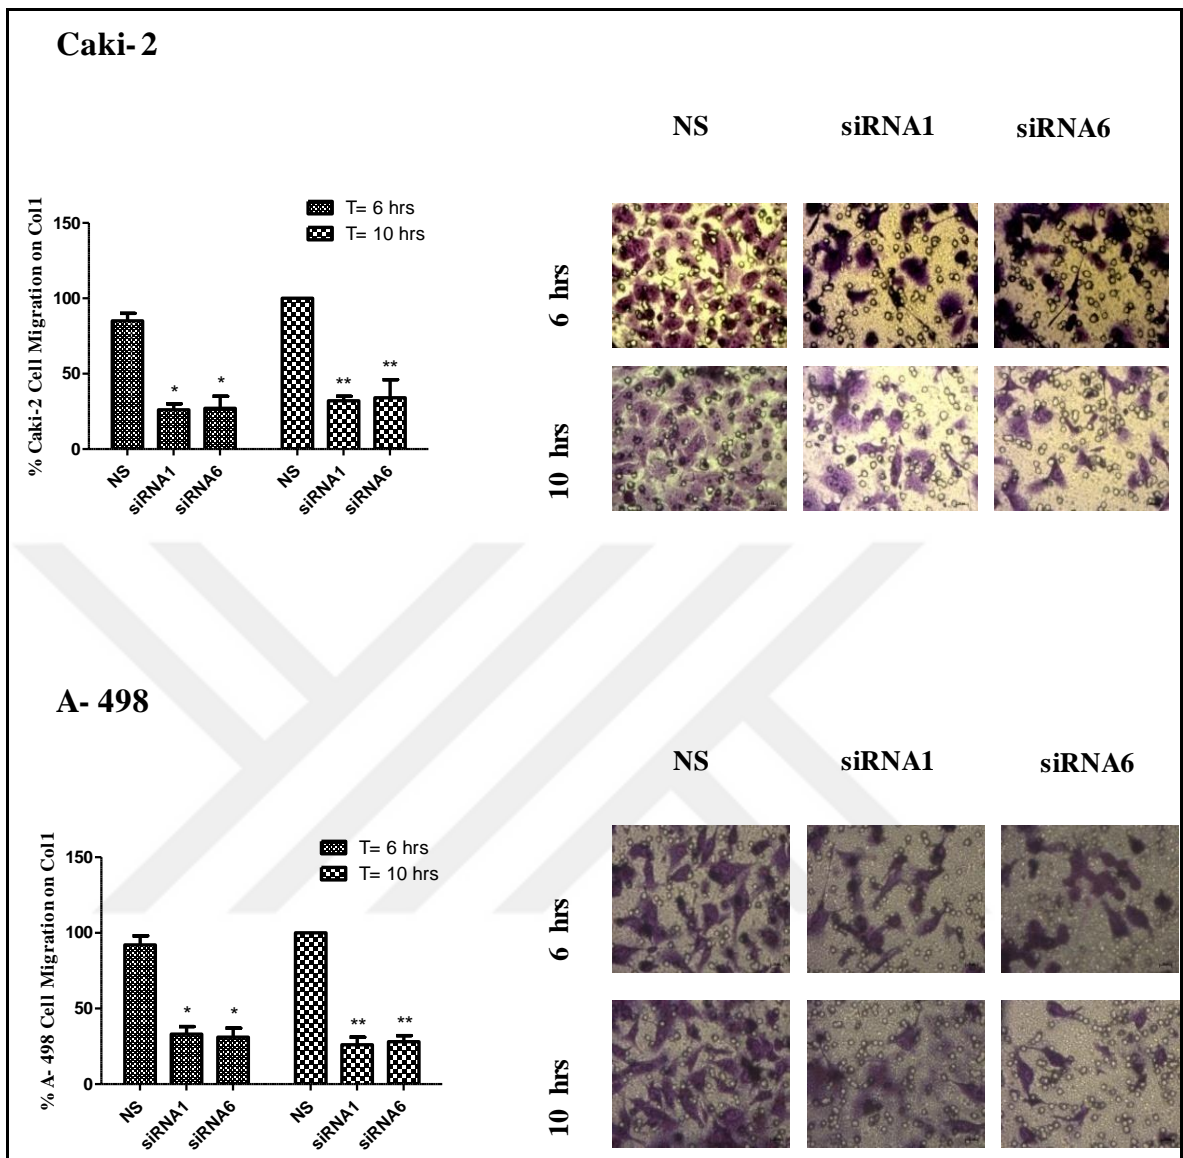 Caki- 2
NS siRNA1 siRNA6
% Caki-2 Cell Migration on Col1
150
100
50
0
T= 6 hrs
T= 10 hrs
* * ** **
NS siRNA1 siRNA6 NS siRNA1 siRNA6
6 hrs
10 hrs
A- 498
NS siRNA1 siRNA6
% A- 498 Cell Migration on Col1
150
100
50
0
T= 6 hrs
T= 10 hrs
* * ** **
NS siRNA1 siRNA6 NS siRNA1 siRNA6
6 hrs
10 hrs